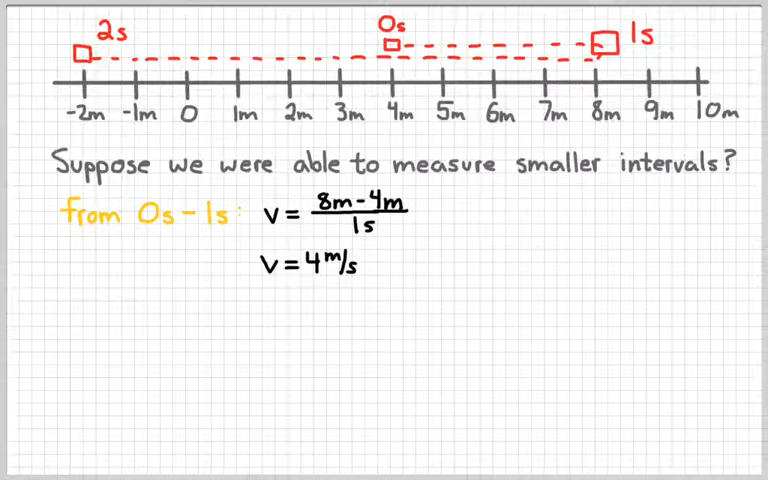 2s 0s 1s
-2m -1m 0 1m 2m 3m 4m 5m 6m 7m 8m 9m 10m
Suppose we were able to measure smaller intervals?
from 0s-1s: v = 8m-4m / 1s
v = 4 m/s